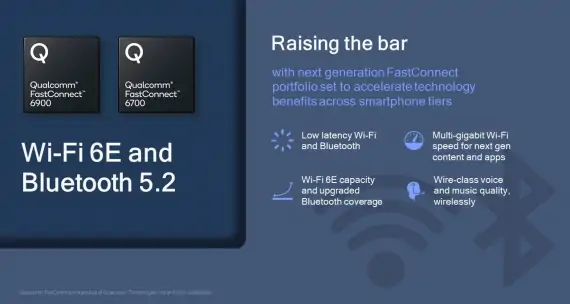 Qualcomm®
FastConnect™
6900
Qualcomm®
FastConnect™
6700
Wi-Fi 6E and
Bluetooth 5.2
Raising the bar
with next generation FastConnect
portfolio set to accelerate technology
benefits across smartphone tiers
Low latency Wi-Fi
and Bluetooth
Multi-gigabit Wi-Fi
speed for next gen
content and apps
Wi-Fi 6E capacity
and upgraded
Bluetooth coverage
Wire-class voice
and music quality,
wirelessly